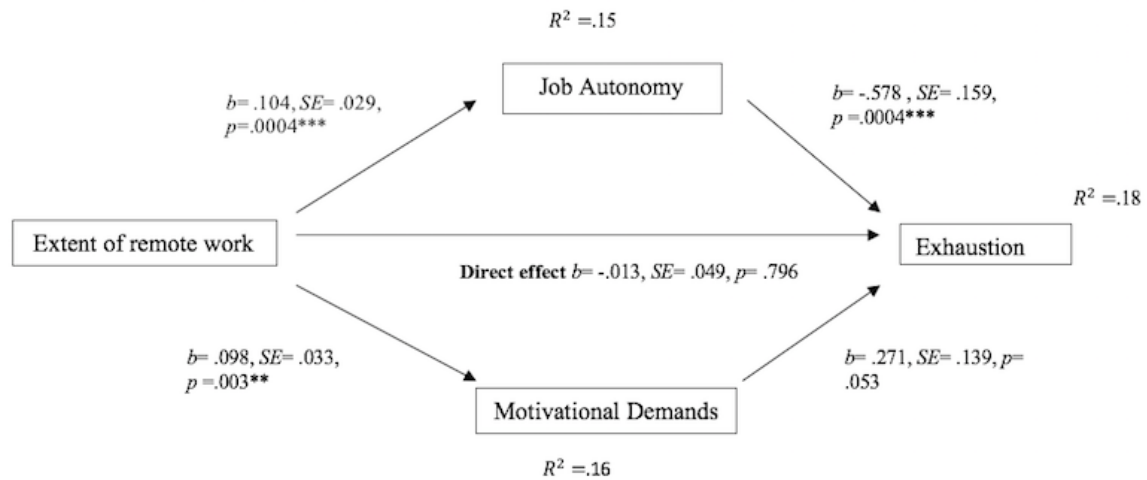 R² =.15
Job Autonomy
b= .104, SE= .029,
p=.0004***
b= -.578 , SE= .159,
p =.0004***
R² =.18
Extent of remote work
Exhaustion
Direct effect b= -.013, SE= .049, p= .796
b= .098, SE= .033,
p =.003**
b= .271, SE= .139, p=
.053
Motivational Demands
R² =.16